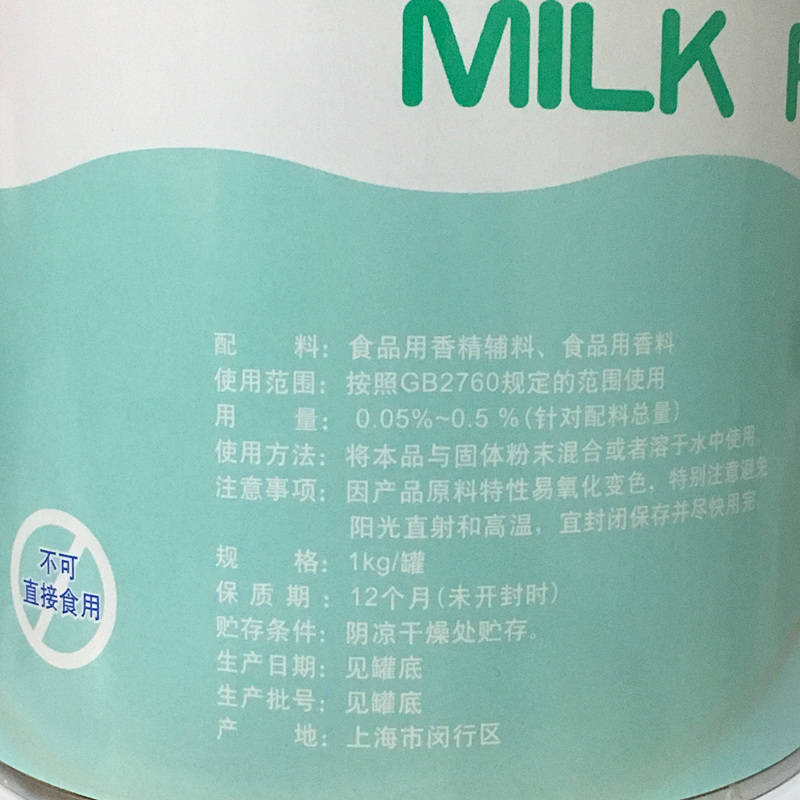 MILK
配料：食品用香精辅料、食品用香料
使用范围：按照GB2760规定的范围使用
用量：0.05%~0.5 %(针对配料总量)
使用方法：将本品与固体粉末混合或者溶于水中使用。
注意事项：因产品原料特性易氧化变色，特别注意避免
阳光直射和高温，宜封闭保存并尽快用完。
规格：1kg/罐
保质期：12个月(未开封时)
贮存条件：阴凉干燥处贮存。
生产日期：见罐底
生产批号：见罐底
产地：上海市闵行区
不可
直接食用